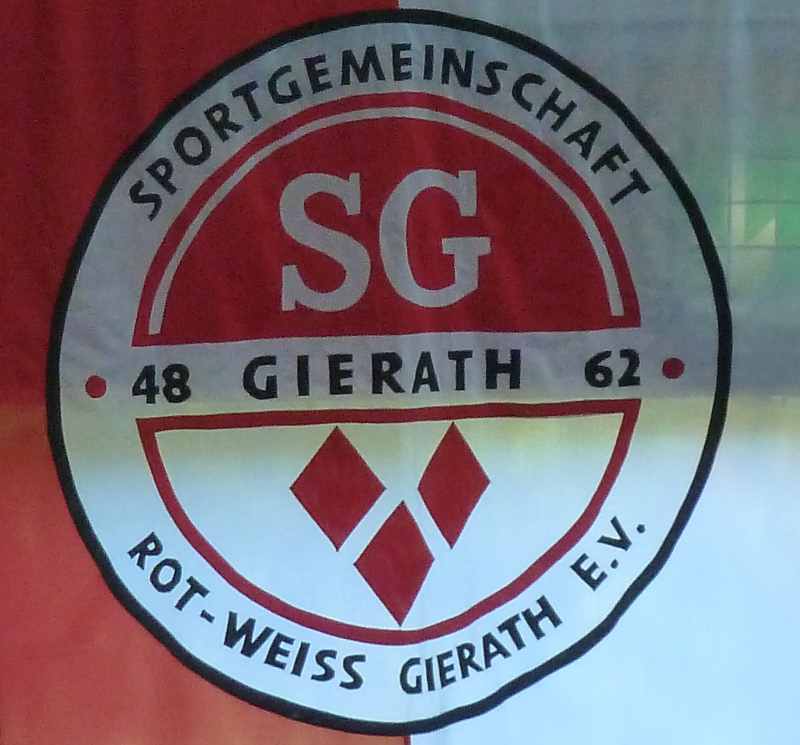 SPORTGEMEINSCHAFT
SG
48 GIERATH 62
ROT-WEISS GIERATH E.V.